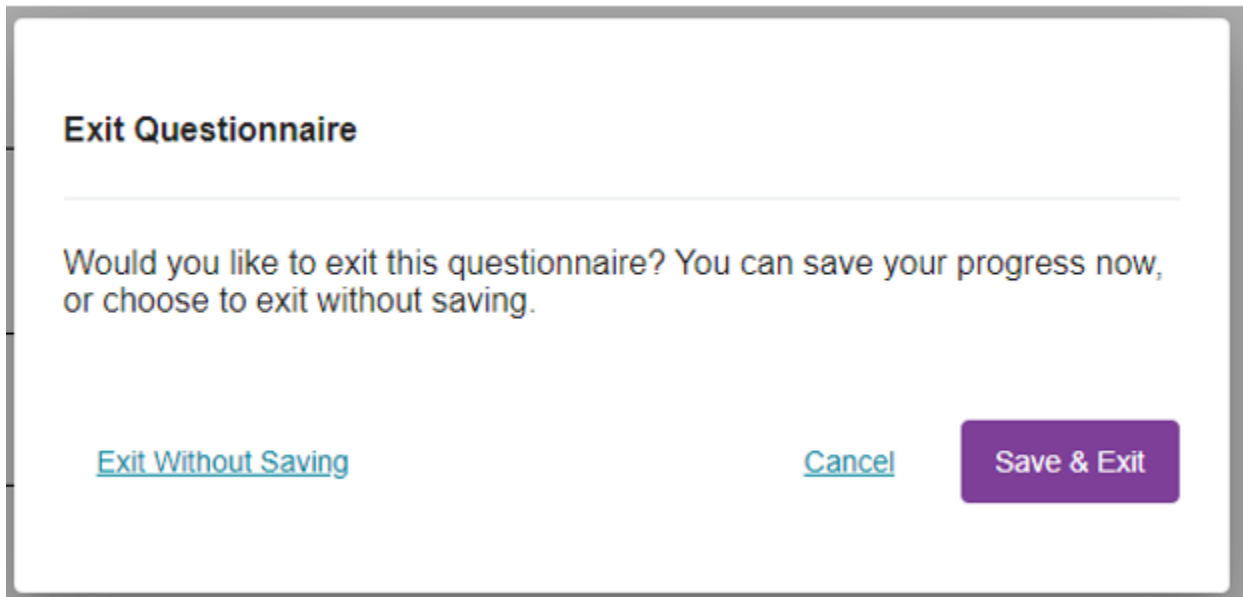 Exit Questionnaire
Would you like to exit this questionnaire? You can save your progress now,
or choose to exit without saving.
Exit Without Saving
Cancel
Save & Exit